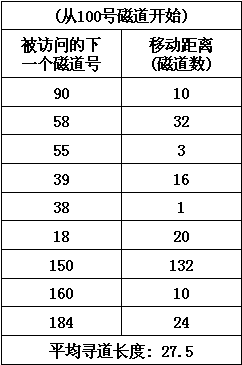 (从100号磁道开始)
被访问的下 移动距离
一个磁道号 (磁道数)
90 10
58 32
55 3
39 16
38 1
18 20
150 132
160 10
184 24
平均寻道长度: 27.5